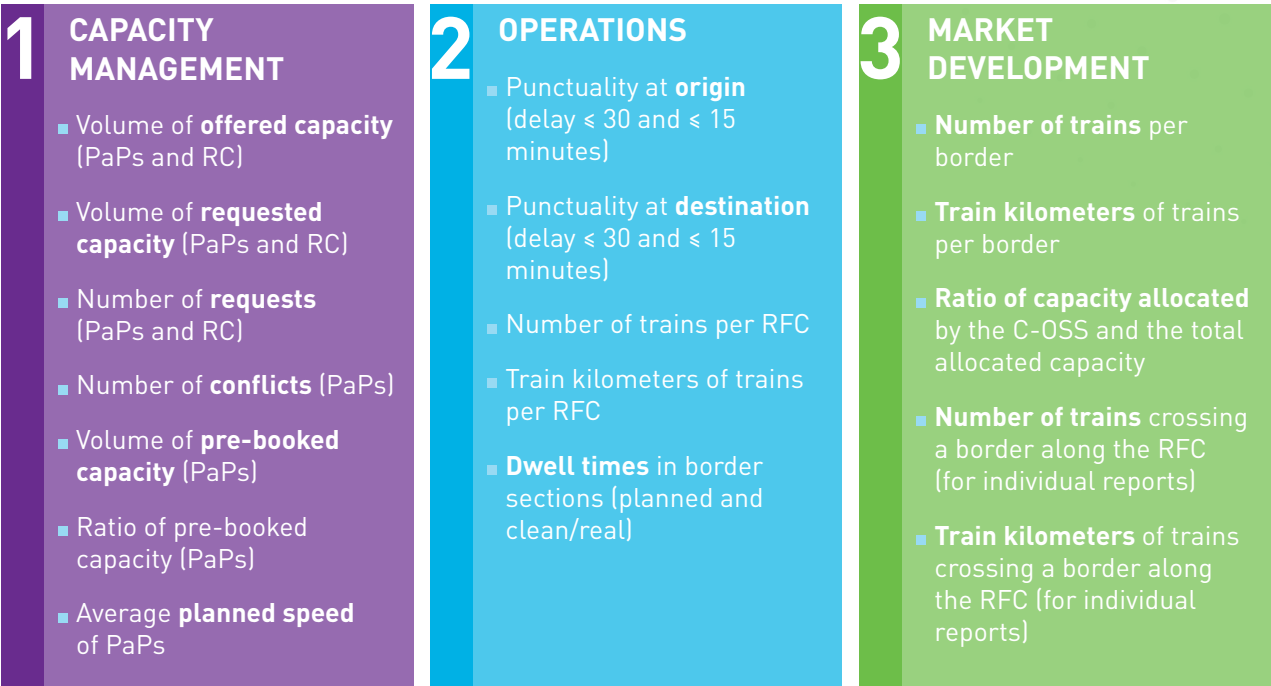 1
CAPACITY
MANAGEMENT
Volume of offered capacity
(PaPs and RC)
Volume of requested
capacity (PaPs and RC)
Number of requests
(PaPs and RC)
Number of conflicts (PaPs)
Volume of pre-booked
capacity (PaPs)
Ratio of pre-booked
capacity (PaPs)
Average planned speed
of PaPs
2
OPERATIONS
Punctuality at origin
(delay ≤ 30 and ≤ 15
minutes)
Punctuality at destination
(delay ≤ 30 and ≤ 15
minutes)
Number of trains per RFC
Train kilometers of trains
per RFC
Dwell times in border
sections (planned and
clean/real)
3
MARKET
DEVELOPMENT
Number of trains per
border
Train kilometers of trains
per border
Ratio of capacity allocated
by the C-OSS and the total
allocated capacity
Number of trains crossing
a border along the RFC
(for individual reports)
Train kilometers of trains
crossing a border along
the RFC (for individual
reports)